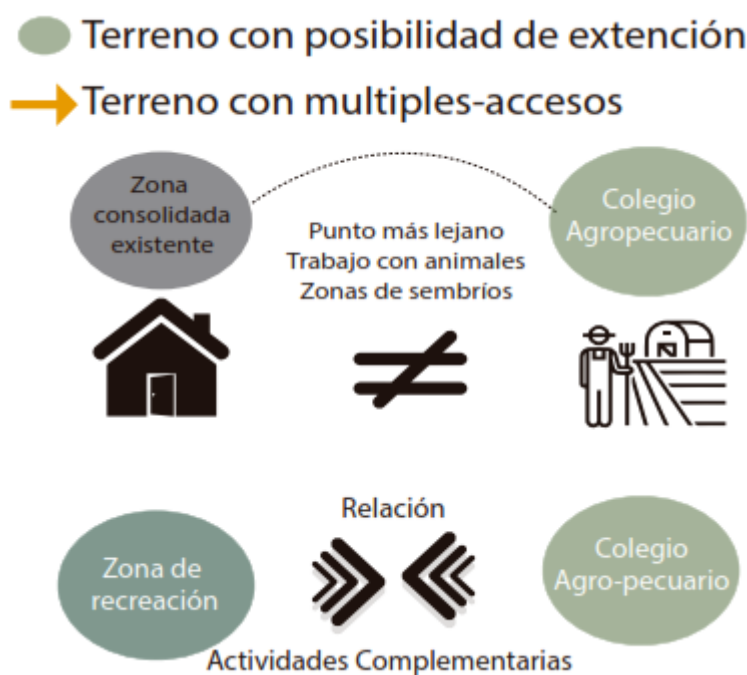 Terreno con posibilidad de extención
Terreno con multiples-accesos
Zona
consolidada
existente
Punto más lejano
Trabajo con animales
Zonas de sembríos
Colegio
Agropecuario
Relación
Zona de
recreación
Colegio
Agro-pecuario
Actividades Complementarias